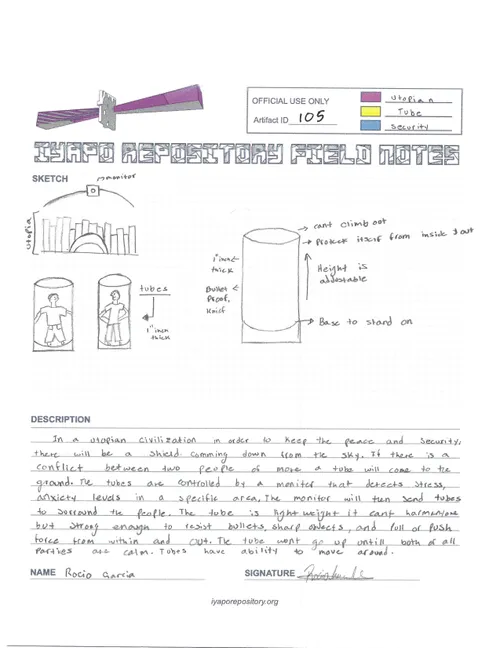 OFFICIAL USE ONLY
Artifact ID 105
utopian
Tube
Security
IYAPO REPOSITORY FIELD NOTES
SKETCH
monitor
utopia
tubes
1" inch
thick
cant climb out
Protect itself from inside & out
1" inch
thick
Bullet
Proof,
Knief
Height is
adjustable
Base to stand on
DESCRIPTION
In a utopian civilization in order to keep the peace and security,
there will be a shield comming down from the sky. If there is a
conflict between two people of more a tube will come to the
ground. The tubes are controlled by a monitor that detects stress,
anxiety levels in a specific area, The monitor will then send tubes
to surround the people. The tube is light weight it cant harm anyone
but strong enough to resist bullets, sharp objects, and pull or push
force from within and out. The tube wont go up untill both or all
Parties are calm. Tubes have ability to move around.
NAME Rocio Garcia
SIGNATURE
iyaporepository.org